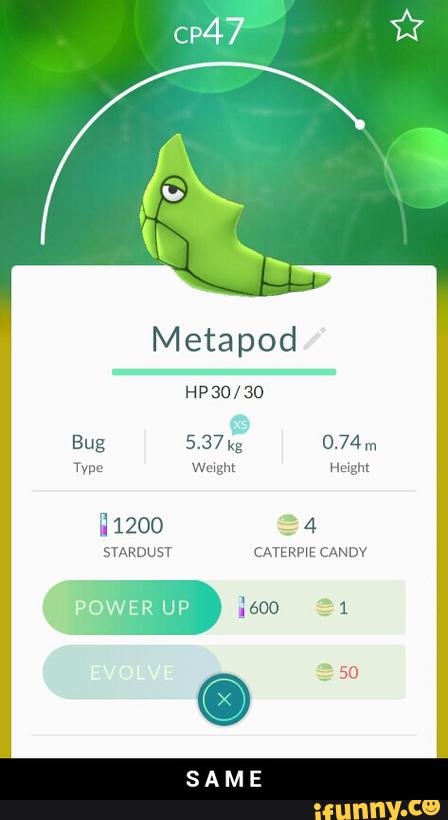 CP47
Metapod
HP 30 / 30
XS
Bug 5.37 kg 0.74 m
Type Weight Height
1200 4
STARDUST CATERPIE CANDY
POWER UP 600 1
EVOLVE 50
SAME
ifunny.co